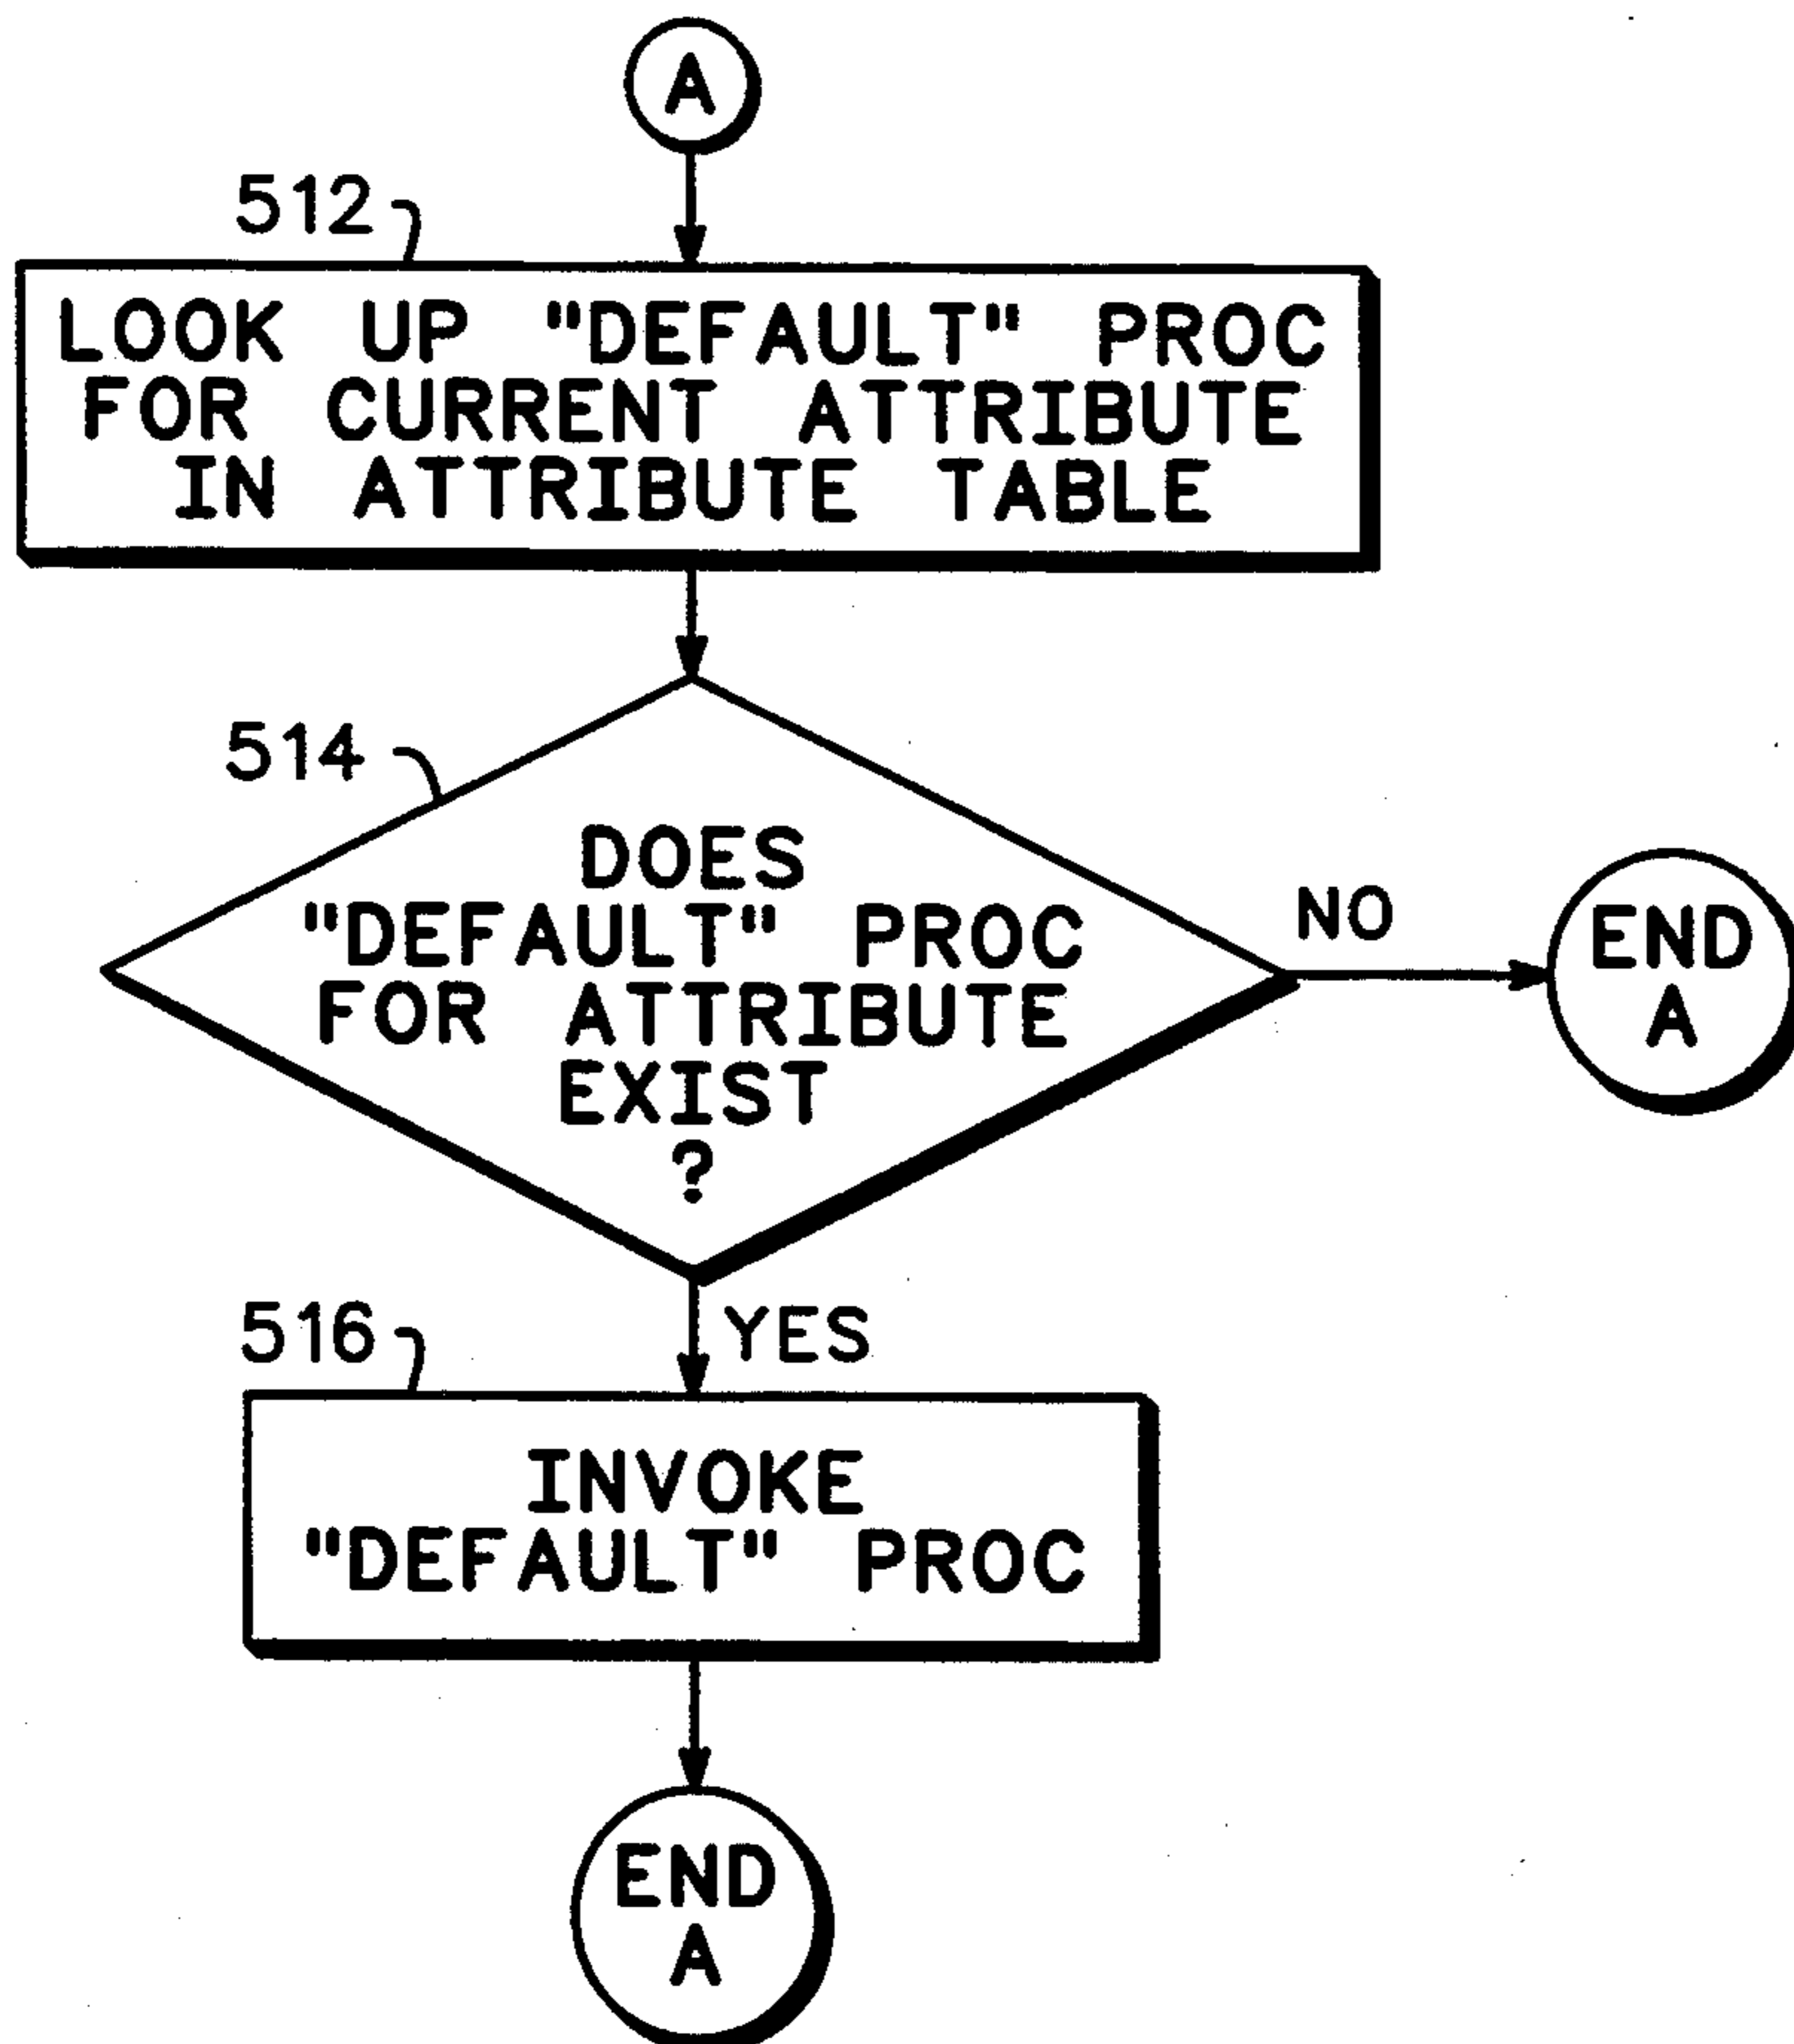 A
512
LOOK UP "DEFAULT" PROC
FOR CURRENT ATTRIBUTE
IN ATTRIBUTE TABLE
514
DOES
"DEFAULT" PROC
FOR ATTRIBUTE
EXIST
?
NO
END
A
516
YES
INVOKE
"DEFAULT" PROC
END
A